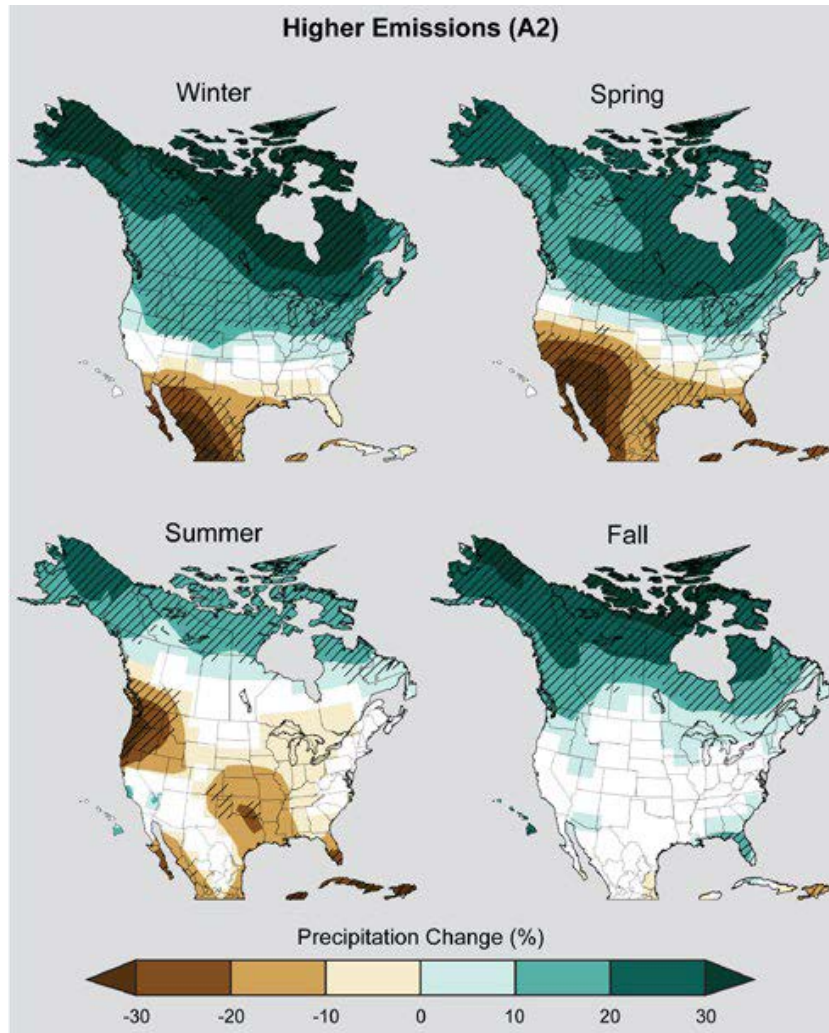 Higher Emissions (A2)
Winter
Spring
Summer
Fall
Precipitation Change (%)
-30 -20 -10 0 10 20 30